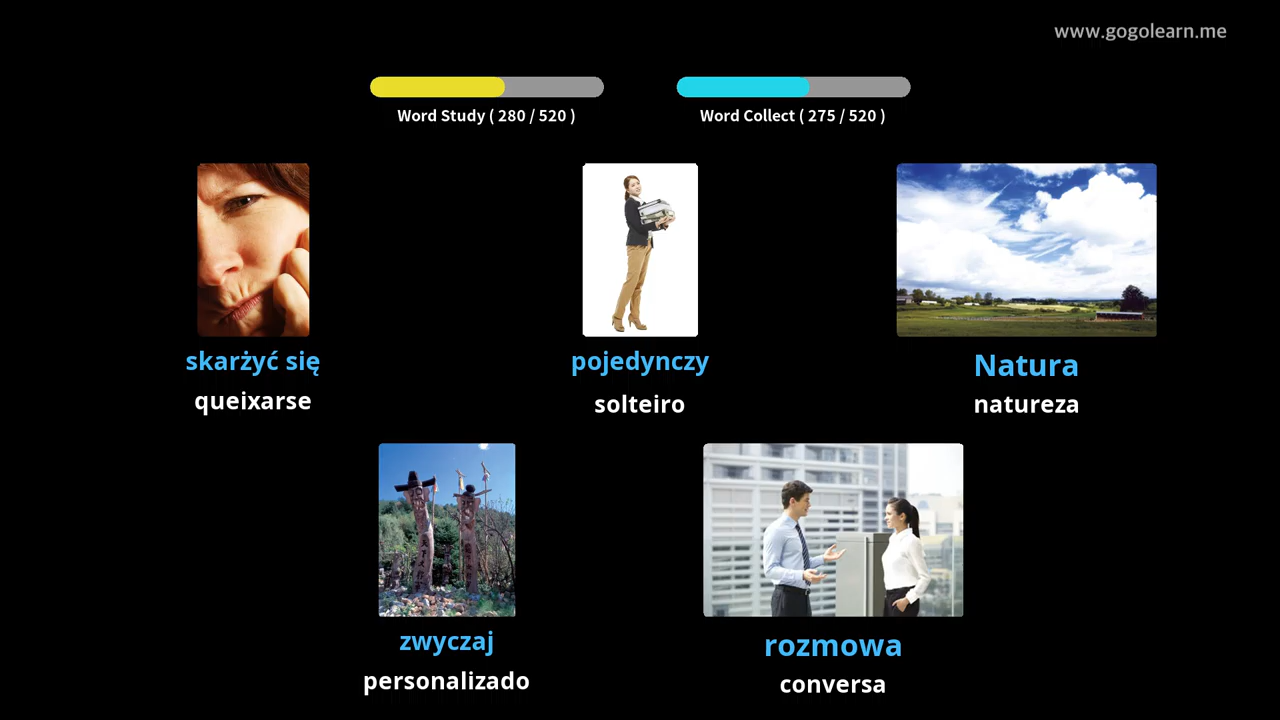 www.gogolearn.me
Word Study ( 280 / 520 )
Word Collect ( 275 / 520 )
skarżyć się
queixarse
pojedynczy
solteiro
Natura
natureza
zwyczaj
personalizado
rozmowa
conversa